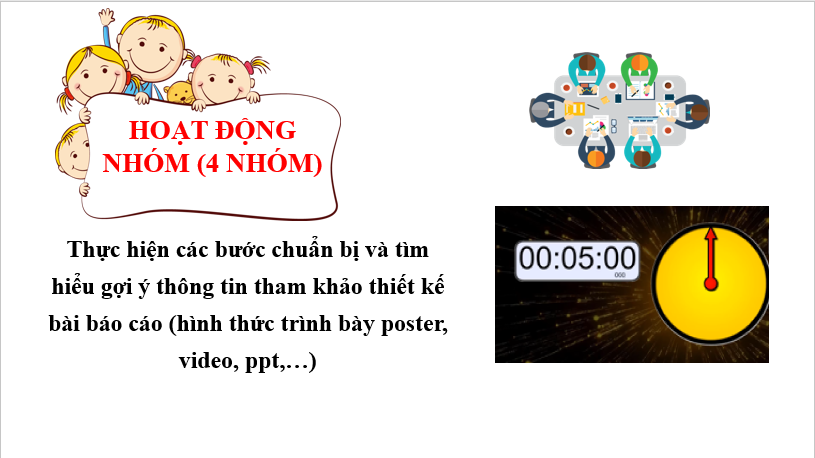 HOẠT ĐỘNG
NHÓM (4 NHÓM)
Thực hiện các bước chuẩn bị và tìm
hiểu gợi ý thông tin tham khảo thiết kế
bài báo cáo (hình thức trình bày poster,
video, ppt,…)
00:05:00
000